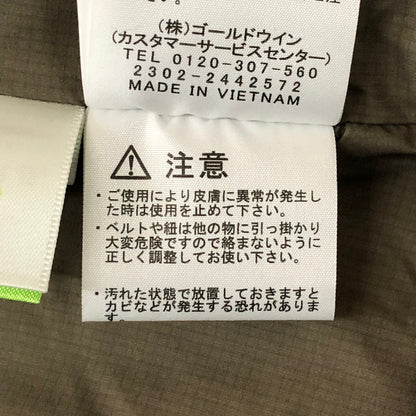 (株)ゴールドウイン
(カスタマーサービスセンター)
TEL 0120-307-560
2302-2442572
MADE IN VIETNAM
⚠ 注意
・ご使用により皮膚に異常が発生し
た時は使用を止めて下さい。
・ベルトや紐は他の物に引っ掛かり
大変危険ですので絡まないように
正しく調整してお使い下さい。
・汚れた状態で放置しておきますと
カビなどが発生する恐れがありま
す。